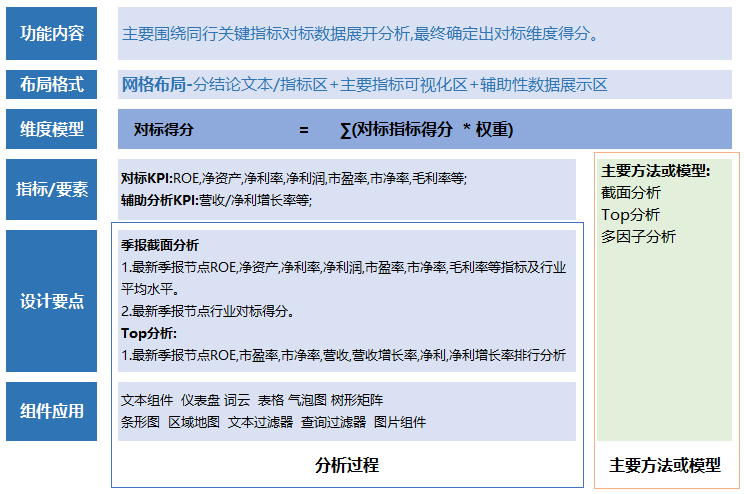 功能内容
主要围绕同行关键指标对标数据展开分析,最终确定出对标维度得分。
布局格式
网格布局-分结论文本/指标区+主要指标可视化区+辅助性数据展示区
维度模型
对标得分 = ∑(对标指标得分 * 权重)
指标/要素
对标KPI:ROE,净资产,净利率,净利润,市盈率,市净率,毛利率等;
辅助分析KPI:营收/净利增长率等;
主要方法或模型:
截面分析
Top分析
多因子分析
设计要点
季报截面分析
1.最新季报节点ROE,净资产,净利率,净利润,市盈率,市净率,毛利率等指标及行业
平均水平。
2.最新季报节点行业对标得分。
Top分析:
1.最新季报节点ROE,市盈率,市净率,营收,营收增长率,净利,净利增长率排行分析
组件应用
文本组件 仪表盘 词云 表格 气泡图 树形矩阵
条形图 区域地图 文本过滤器 查询过滤器 图片组件
分析过程
主要方法或模型